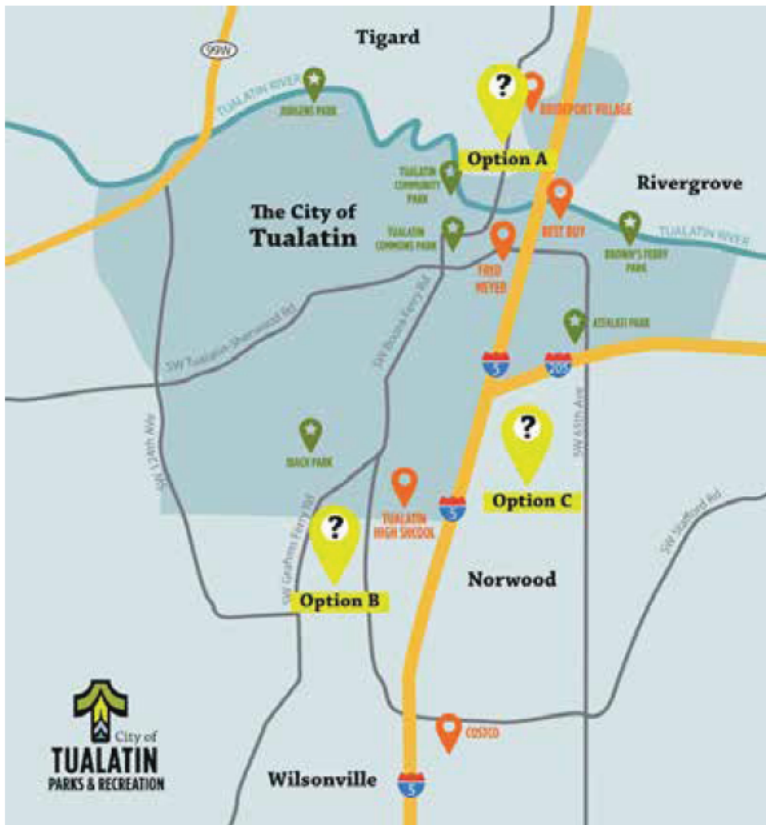 Tigard
99W
?
TUALATIN RIVER
JURGENS PARK
BRIDGEPORT VILLAGE
Option A
TUALATIN
COMMUNITY
PARK
Rivergrove
The City of
Tualatin
TUALATIN
COMMONS PARK
BEST BUY
TUALATIN RIVER
BROWN'S FERRY
PARK
FRED
MEYER
SW Tualatin-Sherwood Rd
SW Boons Ferry Rd
ATFALATI PARK
5
205
SW 65th Ave
?
SW 124th AVe
IBACH PARK
Option C
SW Stafford Rd
5
TUALATIN
HIGH SHCOOL
SW Grahms Ferry Rd
?
Option B
Norwood
City of
TUALATIN
PARKS & RECREATION
COSTCO
Wilsonville
5